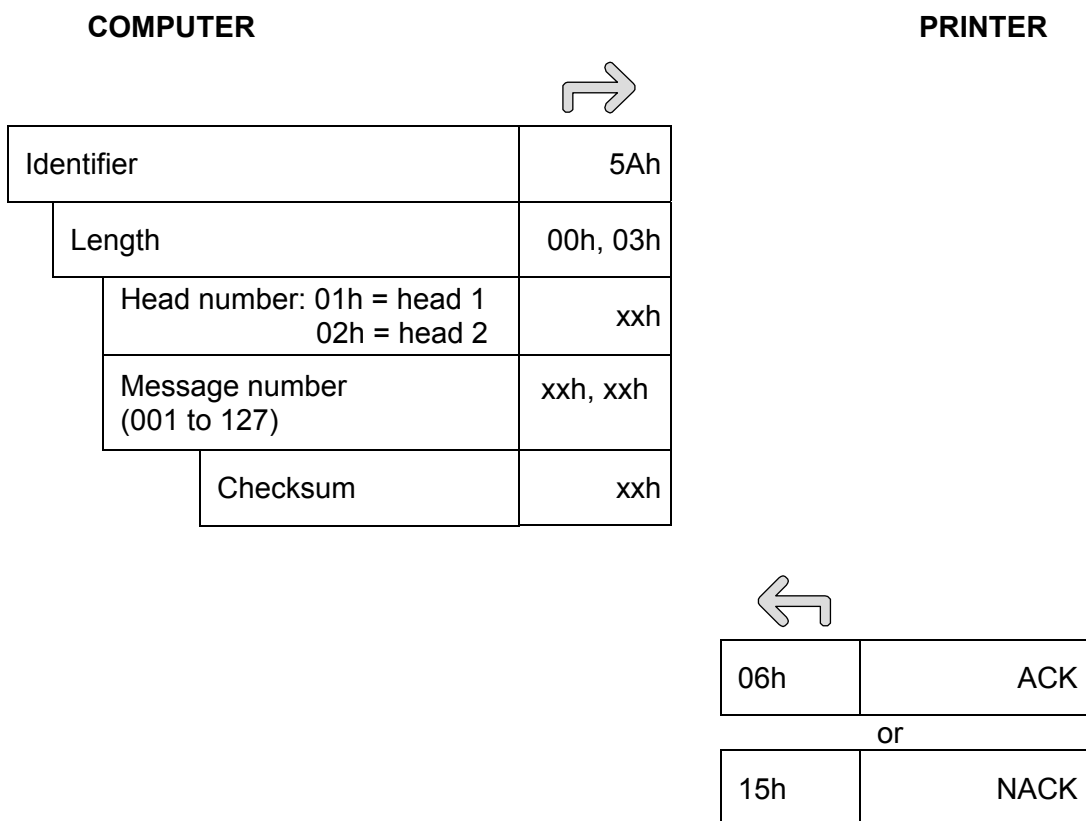 COMPUTER PRINTER
Identifier 5Ah
Length 00h, 03h
Head number: 01h = head 1
02h = head 2
xxh
Message number
(001 to 127)
xxh, xxh
Checksum xxh
06h ACK
or
15h NACK